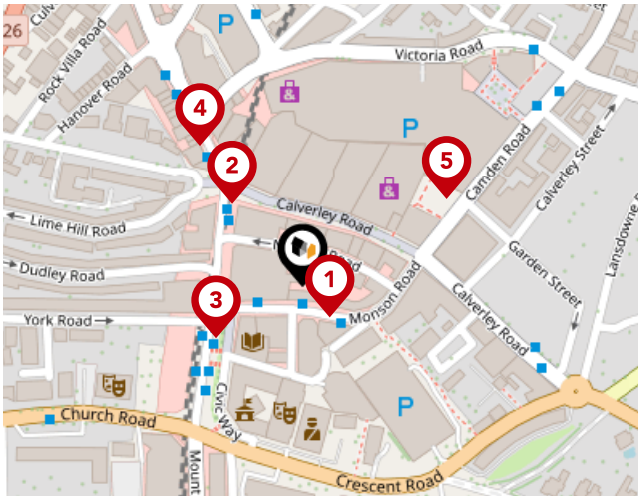 26
P
Rock Villa Road
Hanover Road
Victoria Road
&
4
P
5
Camden Road
Calverley Street
2
&
Lansdowne
Lime Hill Road
Calverley Road
Road
Garden Street
Dudley Road
1
3
Monson Road
York Road
Calverley Road
P
Civic Way
Church Road
Crescent Road
Mount